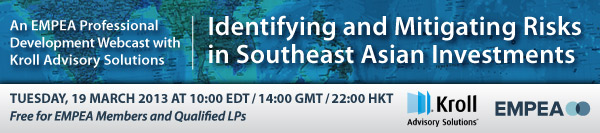 An EMPEA Professional
Development Webcast with
Kroll Advisory Solutions
Identifying and Mitigating Risks
in Southeast Asian Investments
TUESDAY, 19 MARCH 2013 AT 10:00 EDT / 14:00 GMT / 22:00 HKT
Free for EMPEA Members and Qualified LPs
Kroll
Advisory Solutions™
EMPEA